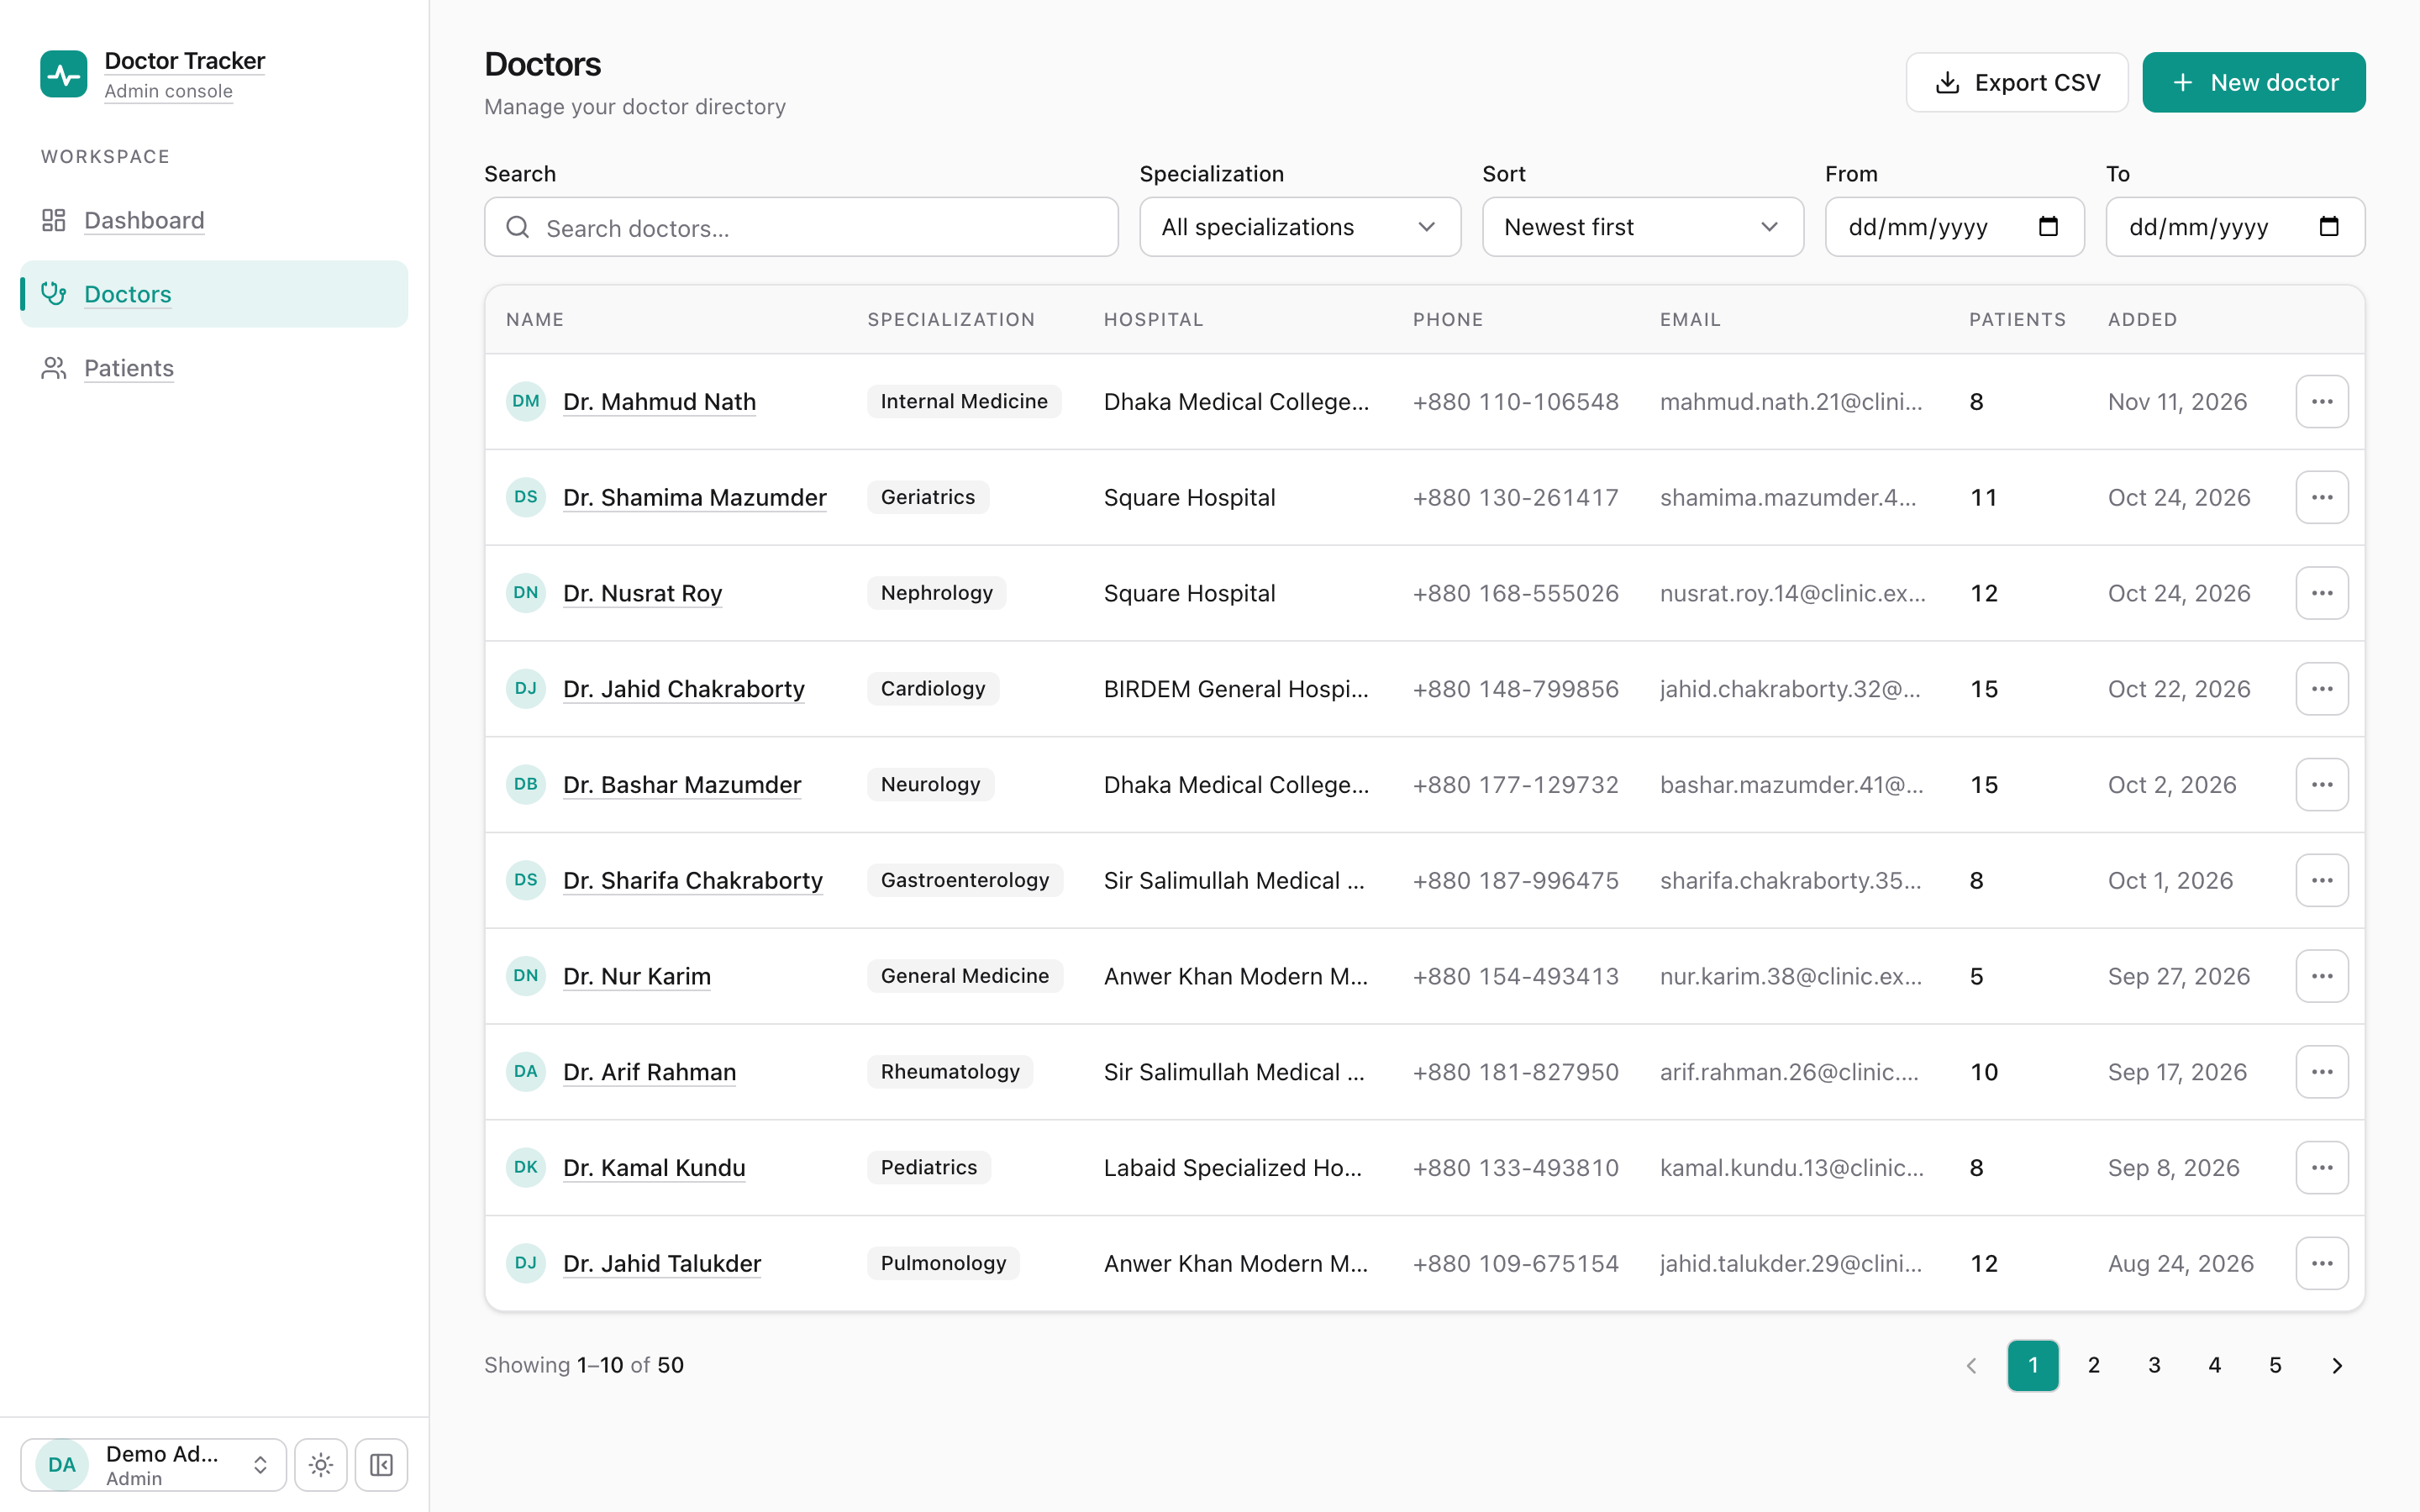 Doctor Tracker
Admin console
WORKSPACE
Dashboard
Doctors
Patients
DA
Demo Ad...
Admin
Doctors
Manage your doctor directory
Export CSV
New doctor
Search
Search doctors...
Specialization
All specializations
Sort
Newest first
From
dd/mm/yyyy
To
dd/mm/yyyy
NAME SPECIALIZATION HOSPITAL PHONE EMAIL PATIENTS ADDED
DM Dr. Mahmud Nath Internal Medicine Dhaka Medical College... +880 110-106548 mahmud.nath.21@clini... 8 Nov 11, 2026
DS Dr. Shamima Mazumder Geriatrics Square Hospital +880 130-261417 shamima.mazumder.4... 11 Oct 24, 2026
DN Dr. Nusrat Roy Nephrology Square Hospital +880 168-555026 nusrat.roy.14@clinic.ex... 12 Oct 24, 2026
DJ Dr. Jahid Chakraborty Cardiology BIRDEM General Hospi... +880 148-799856 jahid.chakraborty.32@... 15 Oct 22, 2026
DB Dr. Bashar Mazumder Neurology Dhaka Medical College... +880 177-129732 bashar.mazumder.41@... 15 Oct 2, 2026
DS Dr. Sharifa Chakraborty Gastroenterology Sir Salimullah Medical ... +880 187-996475 sharifa.chakraborty.35... 8 Oct 1, 2026
DN Dr. Nur Karim General Medicine Anwer Khan Modern M... +880 154-493413 nur.karim.38@clinic.ex... 5 Sep 27, 2026
DA Dr. Arif Rahman Rheumatology Sir Salimullah Medical ... +880 181-827950 arif.rahman.26@clinic.... 10 Sep 17, 2026
DK Dr. Kamal Kundu Pediatrics Labaid Specialized Ho... +880 133-493810 kamal.kundu.13@clinic... 8 Sep 8, 2026
DJ Dr. Jahid Talukder Pulmonology Anwer Khan Modern M... +880 109-675154 jahid.talukder.29@clini... 12 Aug 24, 2026
Showing 1–10 of 50
1 2 3 4 5